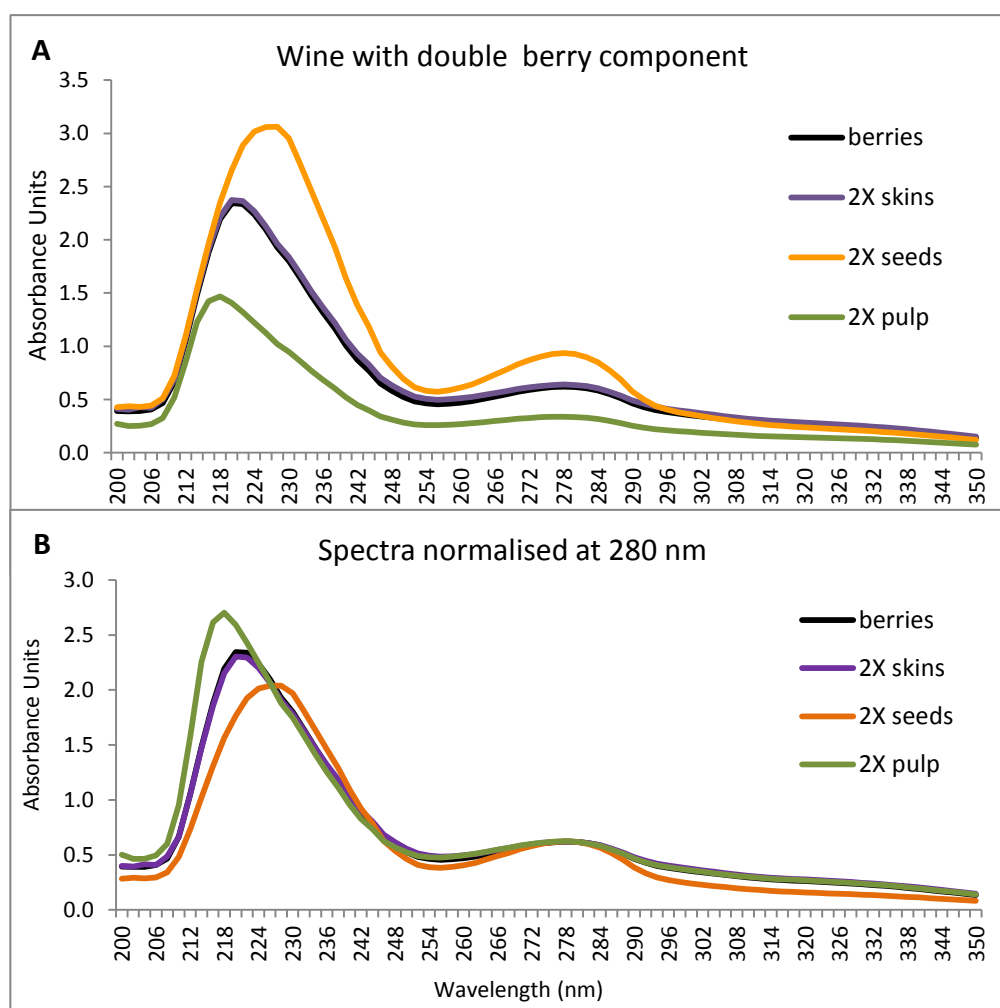 A
Wine with double berry component
3.5
3.0
2.5
2.0
1.5
1.0
0.5
0.0
Absorbance Units
berries
2X skins
2X seeds
2X pulp
200 206 212 218 224 230 236 242 248 254 260 266 272 278 284 290 296 302 308 314 320 326 332 338 344 350
B
Spectra normalised at 280 nm
3.0
2.5
2.0
1.5
1.0
0.5
0.0
Absorbance Units
berries
2X skins
2X seeds
2X pulp
200 206 212 218 224 230 236 242 248 254 260 266 272 278 284 290 296 302 308 314 320 326 332 338 344 350
Wavelength (nm)